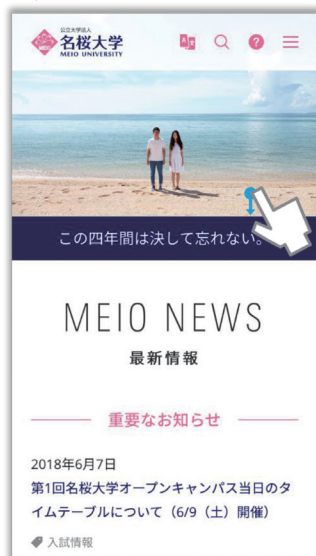 公立大学法人
名桜大学
MEIO UNIVERSITY
この四年間は決して忘れない。
MEIO NEWS
最新情報
重要なお知らせ
2018年6月7日
第1回名桜大学オープンキャンパス当日のタ
イムテーブルについて（6/9（土）開催）
入試情報